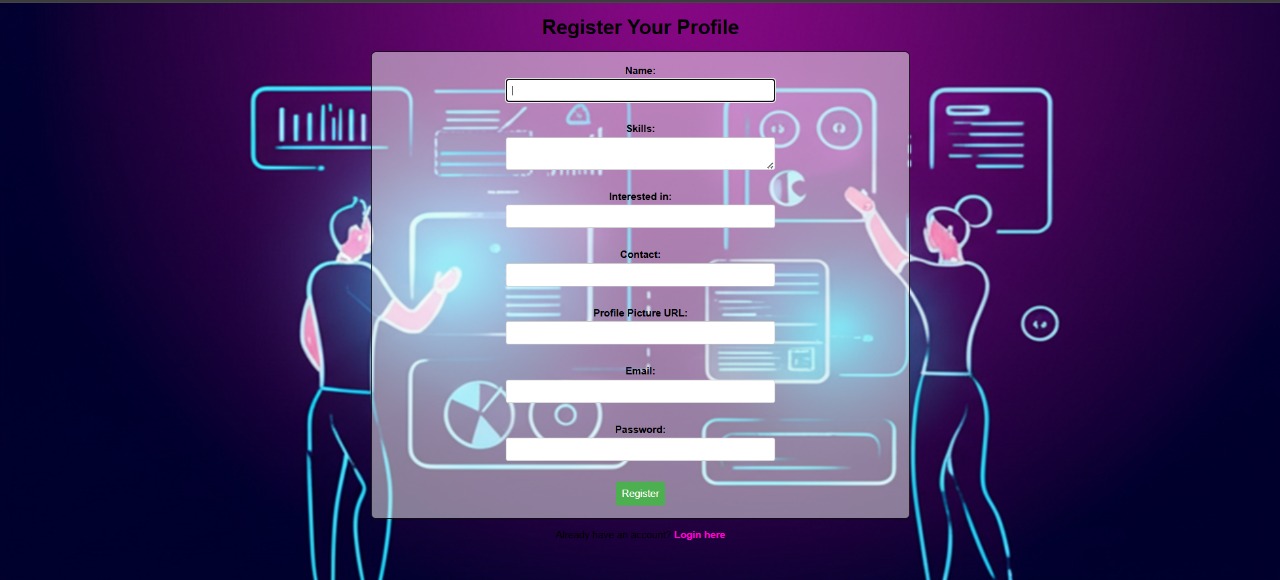 Register Your Profile
Name:
Skills:
Interested in:
Contact:
Profile Picture URL:
Email:
Password:
Register
Already have an account? Login here